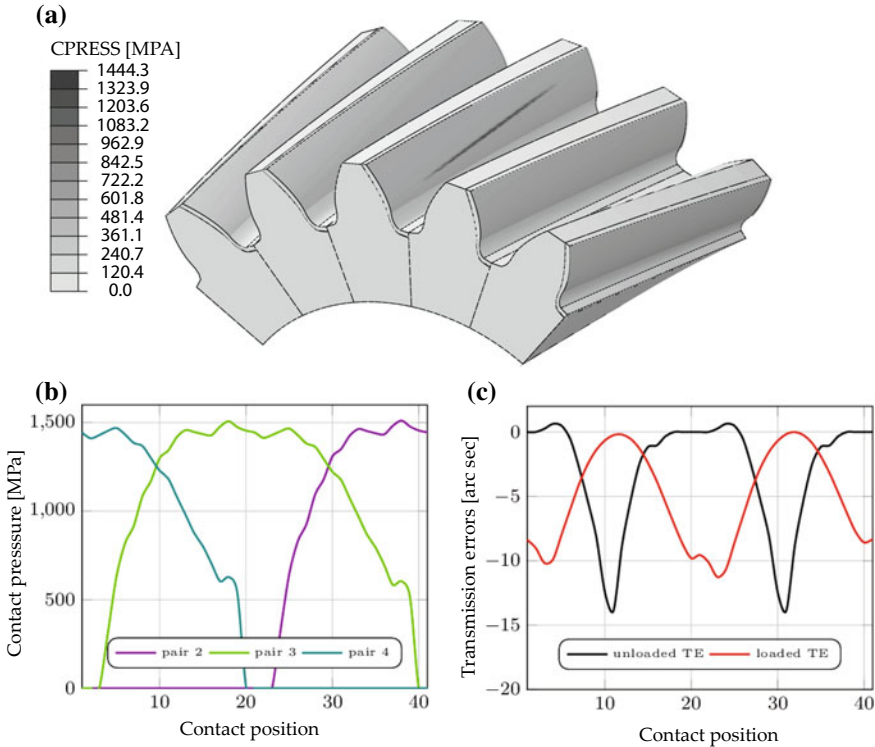 (a)
CPRESS [MPA]
1444.3
1323.9
1203.6
1083.2
962.9
842.5
722.2
601.8
481.4
361.1
240.7
120.4
0.0
(b)
1,500
1,000
500
0
10
20
30
40
Contact presssure [MPa]
pair 2
pair 3
pair 4
Contact position
(c)
0
−5
−10
−15
−20
10
20
30
40
Transmission errors [arc sec]
unloaded TE
loaded TE
Contact position